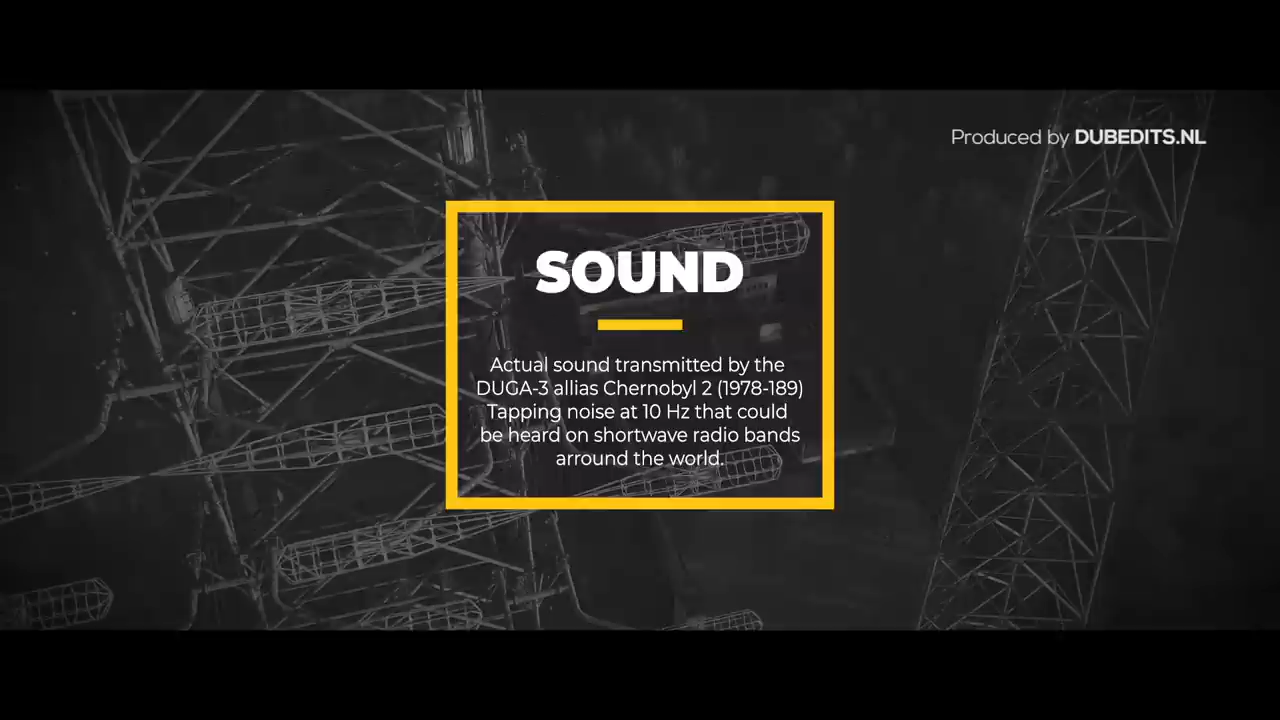 Produced by DUBEDITS.NL
SOUND
Actual sound transmitted by the
DUGA-3 allias Chernobyl 2 (1978-189)
Tapping noise at 10 Hz that could
be heard on shortwave radio bands
arround the world.